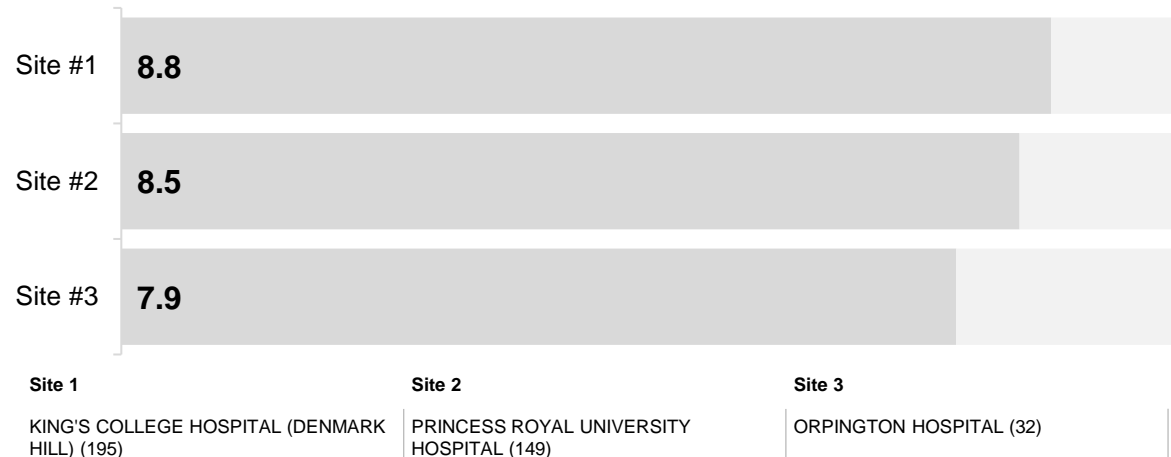 Site #1 8.8
Site #2 8.5
Site #3 7.9
Site 1 Site 2 Site 3
KING'S COLLEGE HOSPITAL (DENMARK
HILL) (195)
PRINCESS ROYAL UNIVERSITY
HOSPITAL (149)
ORPINGTON HOSPITAL (32)